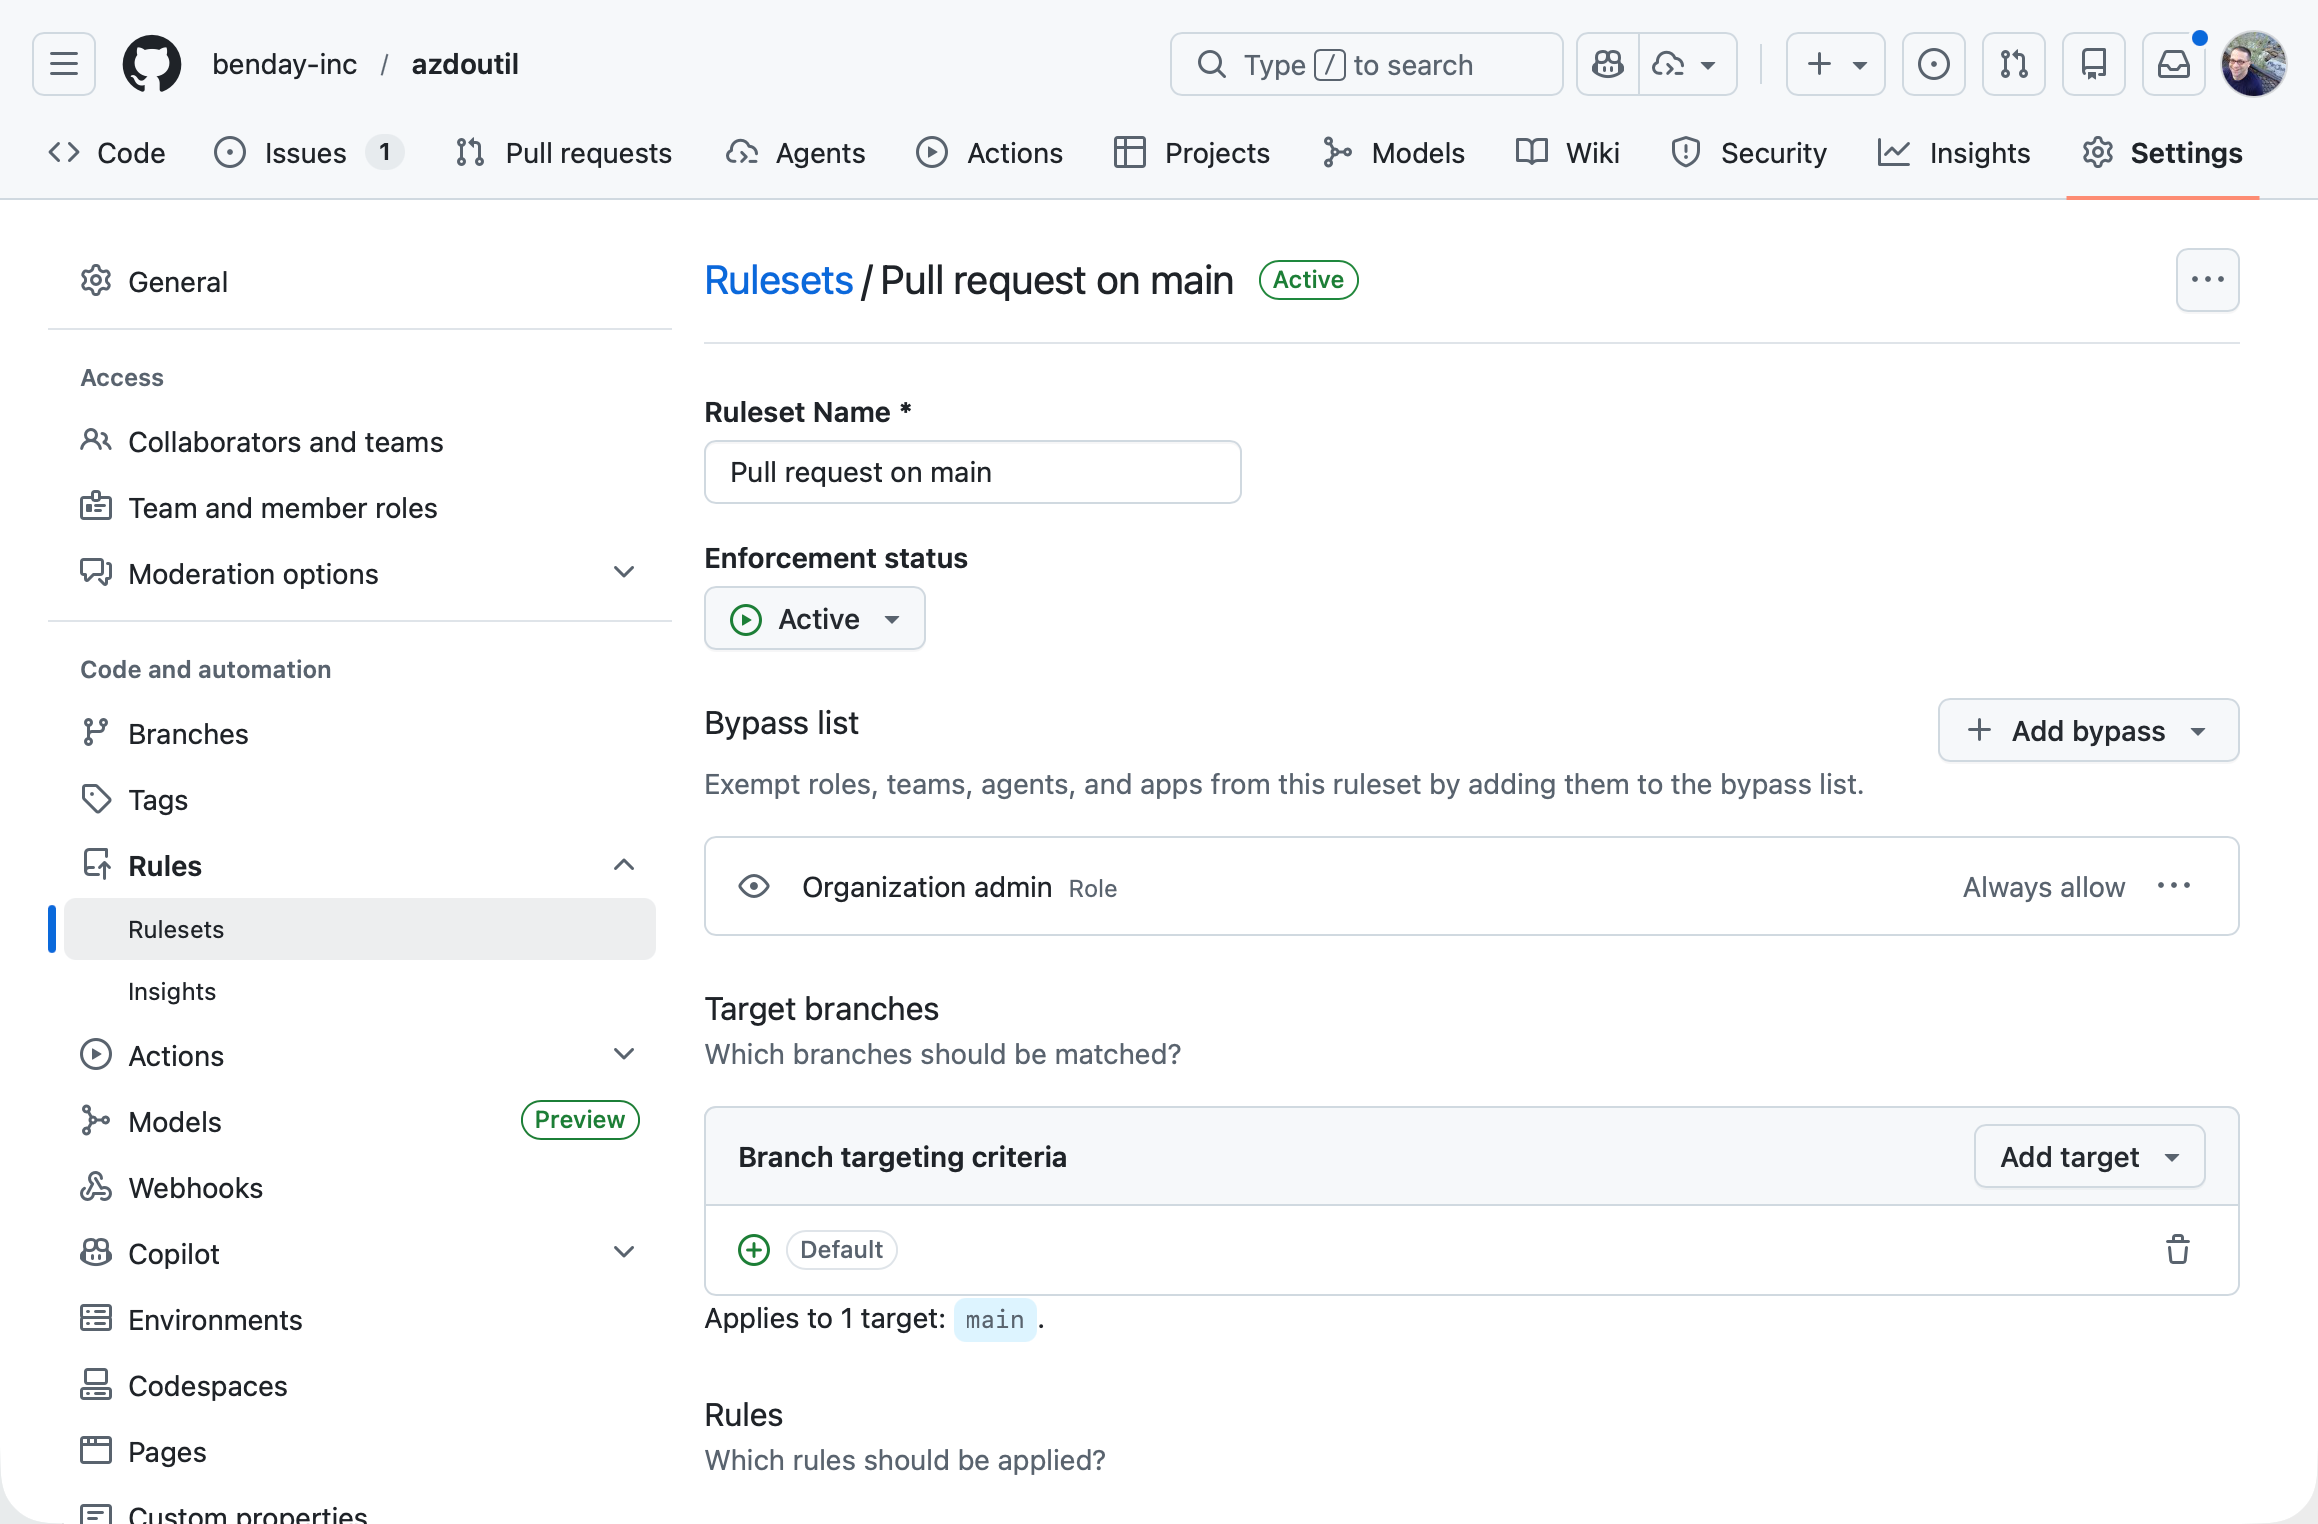 benday-inc / azdoutil
Type / to search
Code
Issues 1
Pull requests
Agents
Actions
Projects
Models
Wiki
Security
Insights
Settings
General
Access
Collaborators and teams
Team and member roles
Moderation options
Code and automation
Branches
Tags
Rules
Rulesets
Insights
Actions
Models Preview
Webhooks
Copilot
Environments
Codespaces
Pages
Custom properties
Rulesets / Pull request on main Active
Ruleset Name *
Pull request on main
Enforcement status
Active
Bypass list
Add bypass
Exempt roles, teams, agents, and apps from this ruleset by adding them to the bypass list.
Organization admin Role Always allow
Target branches
Which branches should be matched?
Branch targeting criteria Add target
Default
Applies to 1 target: main .
Rules
Which rules should be applied?